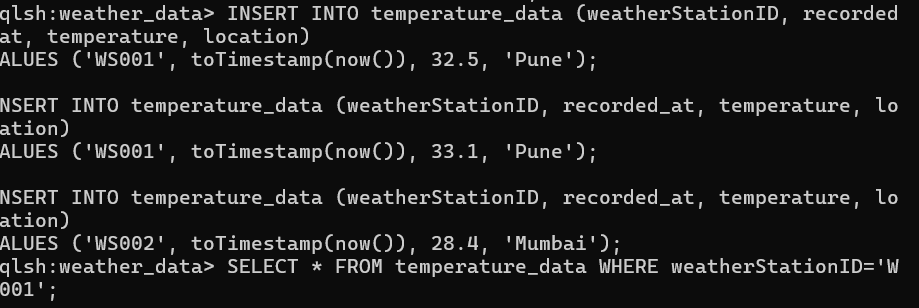 qlsh:weather_data> INSERT INTO temperature_data (weatherStationID, recorded
at, temperature, location)
ALUES ('WS001', toTimestamp(now()), 32.5, 'Pune');
NSERT INTO temperature_data (weatherStationID, recorded_at, temperature, lo
ation)
ALUES ('WS001', toTimestamp(now()), 33.1, 'Pune');
NSERT INTO temperature_data (weatherStationID, recorded_at, temperature, lo
ation)
ALUES ('WS002', toTimestamp(now()), 28.4, 'Mumbai');
qlsh:weather_data> SELECT * FROM temperature_data WHERE weatherStationID='W
001';